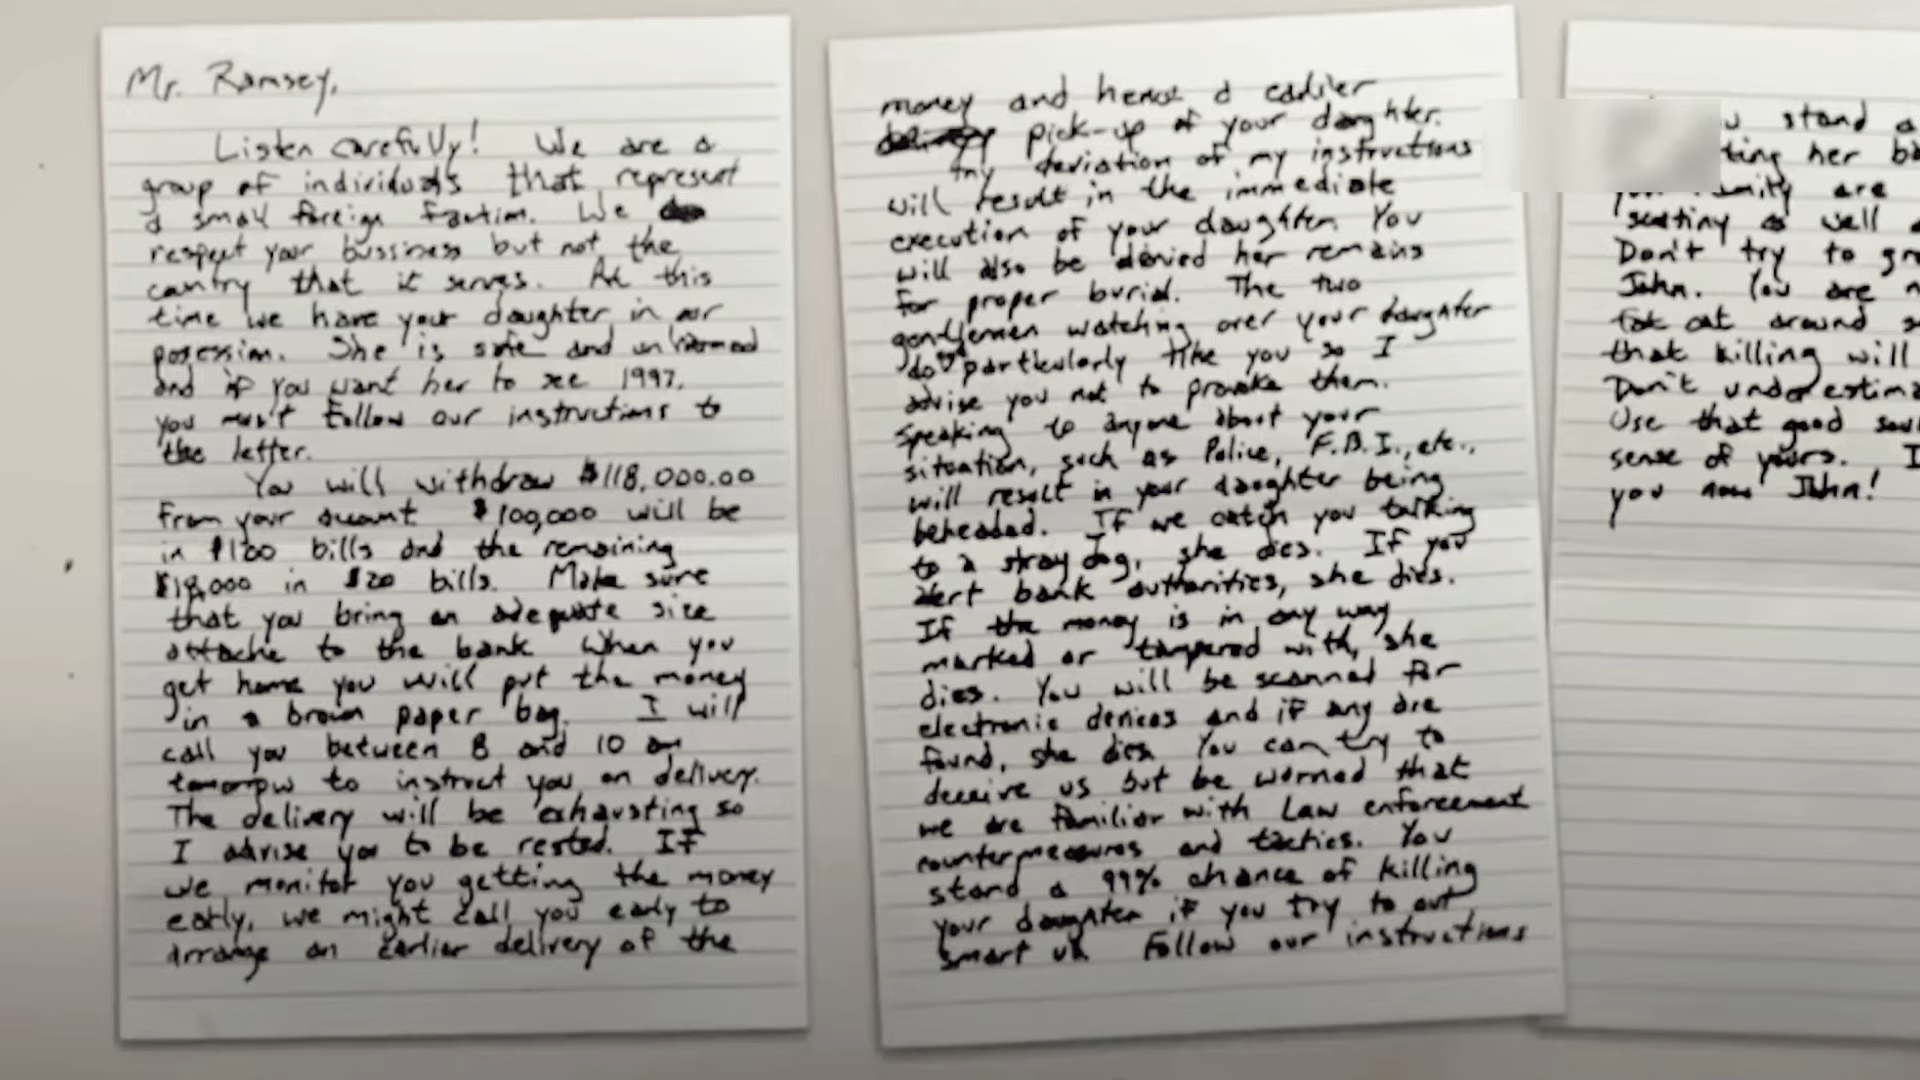 Mr. Ramsey,
Listen carefully! We are a
group of individuals that represent
a small foreign faction. We
respect your bussiness but not the
country that it serves. At this
time we have your daughter in our
posession. She is safe and unharmed
and if you want her to see 1997,
you must follow our instructions to
the letter.
You will withdraw $118,000.00
from your account. $100,000 will be
in $100 bills and the remaining
$18,000 in $20 bills. Make sure
that you bring an adequate size
attache to the bank. When you
get home you will put the money
in a brown paper bag. I will
call you between 8 and 10 am
tomorrow to instruct you on delivery.
The delivery will be exhausting so
I advise you to be rested. If
we monitor you getting the money
early, we might call you early to
arrange an earlier delivery of the
money and hence a earlier
delivery pick-up of your daughter.
Any deviation of my instructions
will result in the immediate
execution of your daughter. You
will also be denied her remains
for proper burial. The two
gentlemen watching over your daughter
do not particularly like you so I
advise you not to provoke them.
Speaking to anyone about your
situation, such as Police, F.B.I., etc.,
will result in your daughter being
beheaded. If we catch you talking
to a stray dog, she dies. If you
alert bank authorities, she dies.
If the money is in any way
marked or tampered with, she
dies. You will be scanned for
electronic devices and if any are
found, she dies. You can try to
deceive us but be warned that
we are familiar with Law enforcement
countermeasures and tactics. You
stand a 99% chance of killing
your daughter if you try to out
smart us. Follow our instructions
stand a
her
are
scutiny as well
Don't try to
John. You are
fat cat around
that killing will
Don't
Use that good
sense of yours. I
you now John!